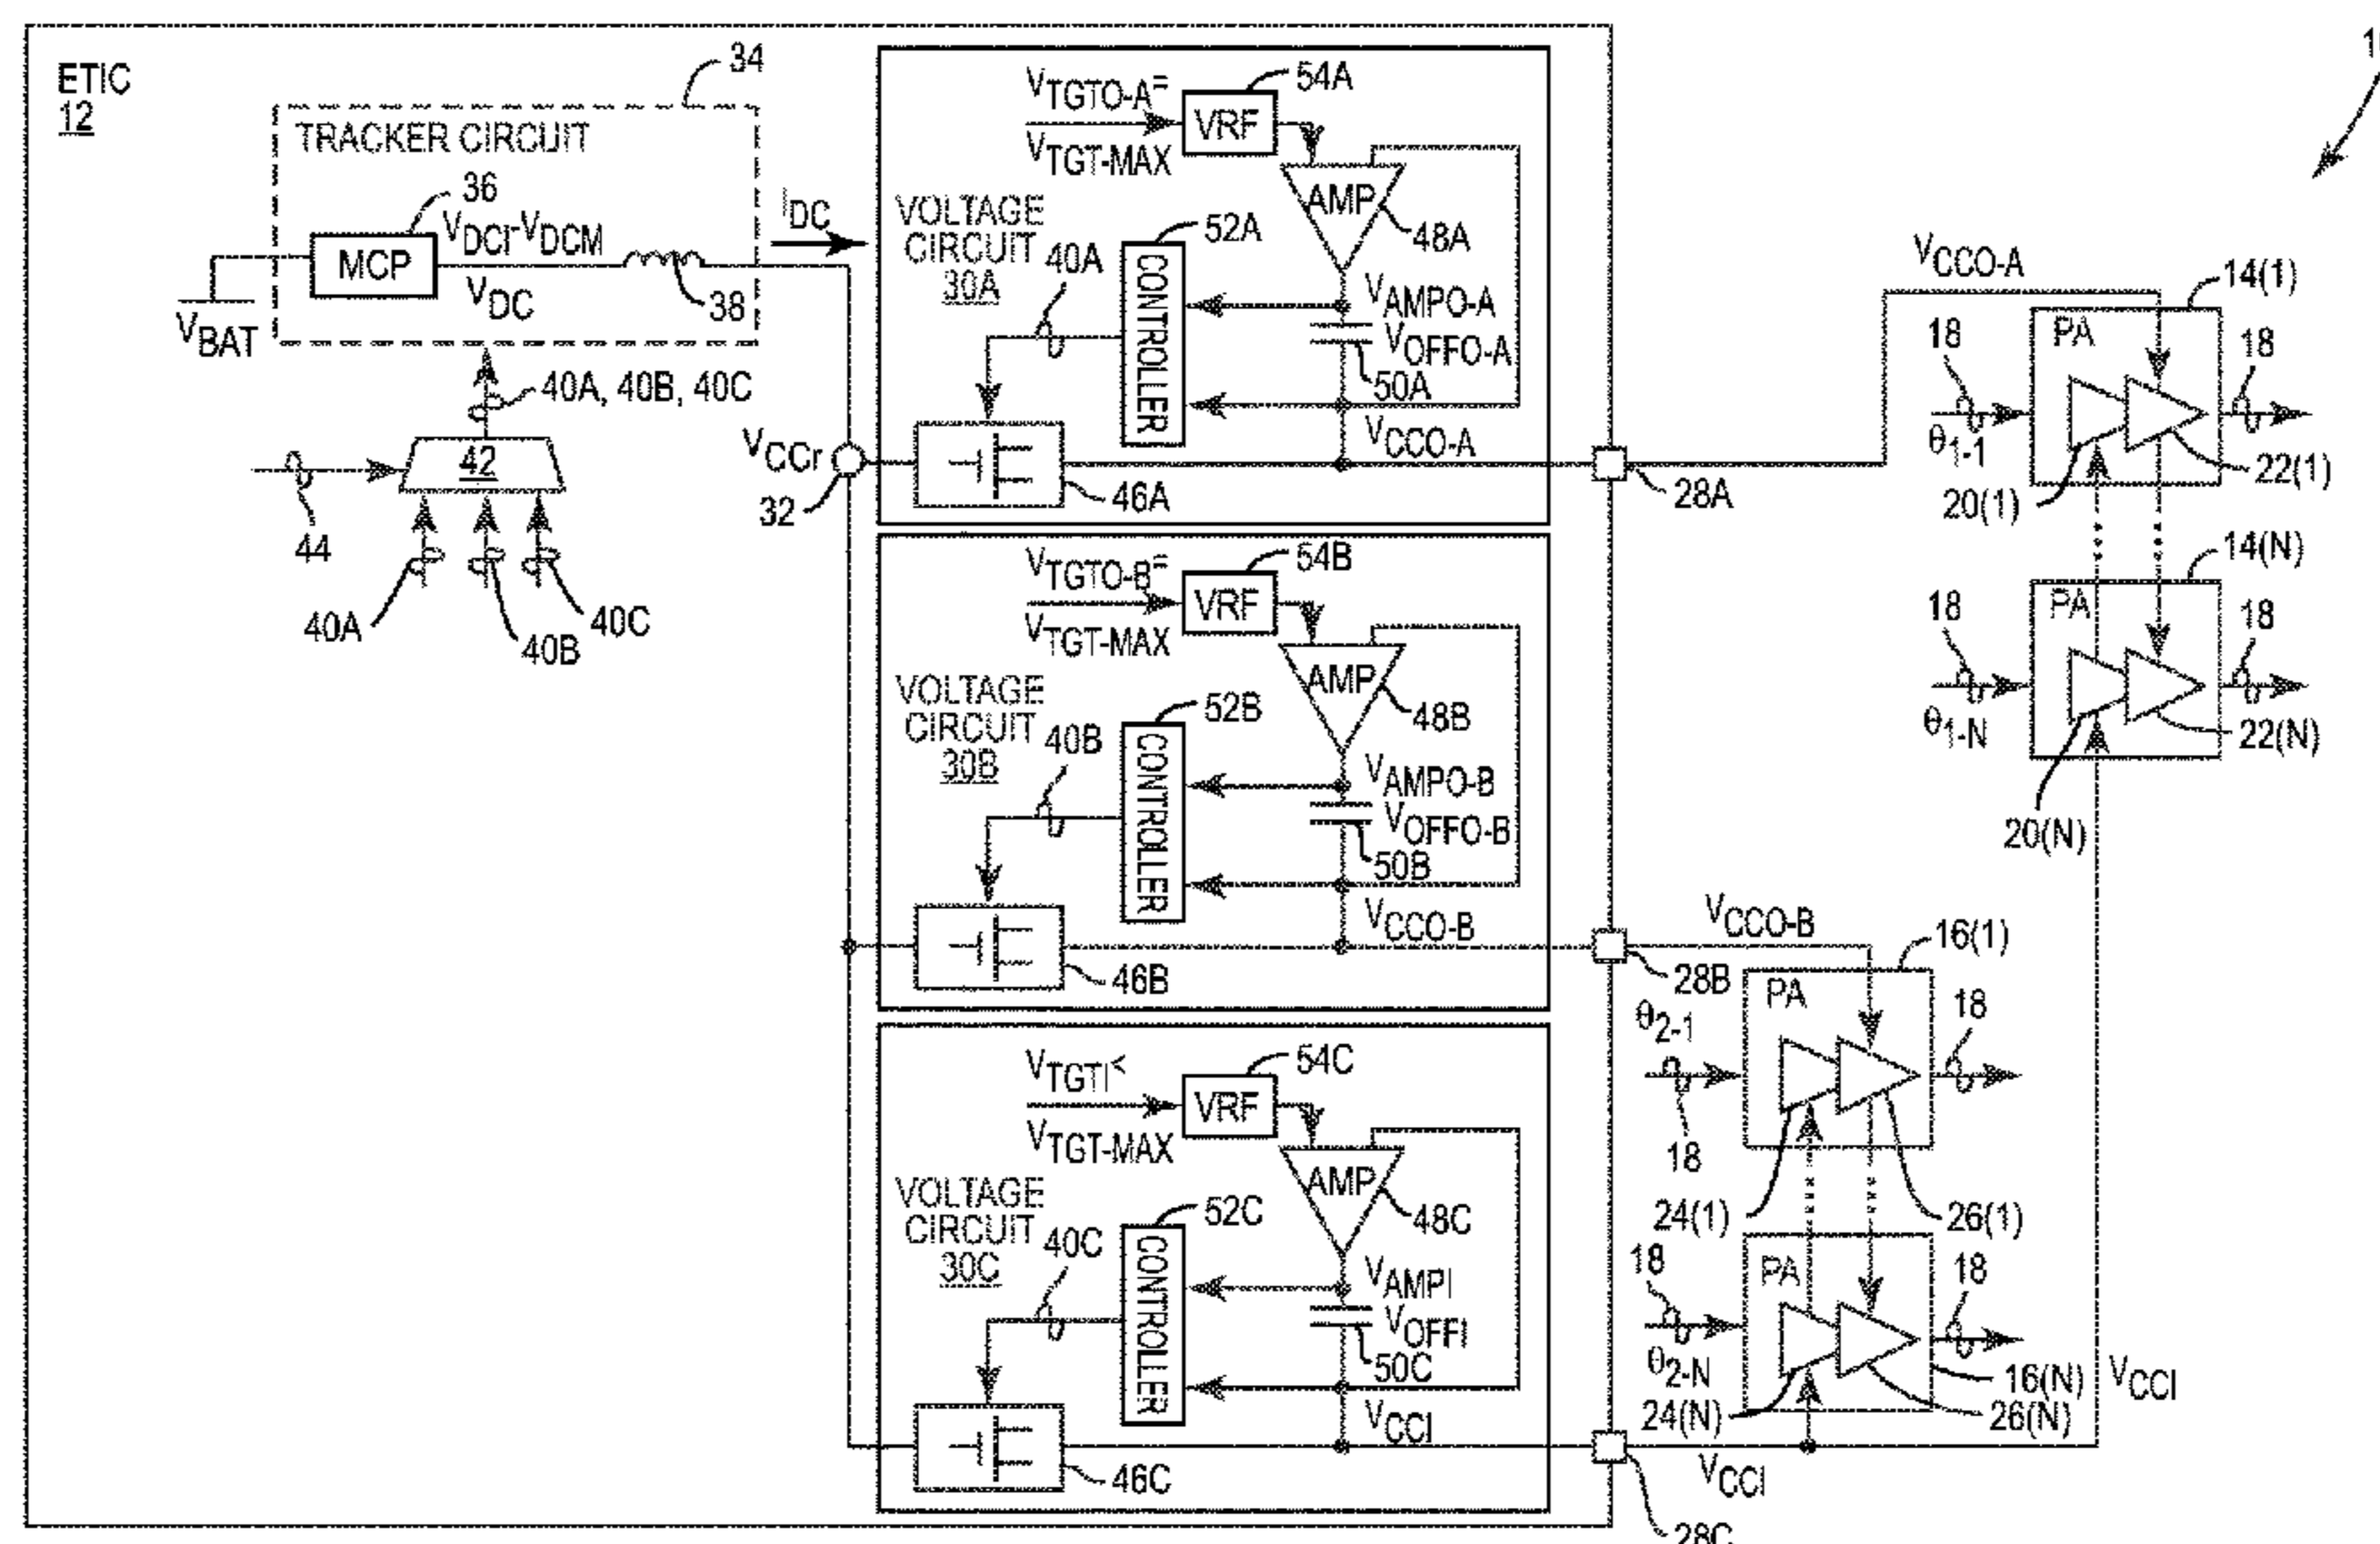 ETIC
12
34
TRACKER CIRCUIT
36
MCP
VDCI-VDCM
VDC
38
VBAT
IDC
40A, 40B, 40C
42
44
40A
40B
40C
VCCr
32
VTGTO-A=
VTGT-MAX
54A
VRF
AMP
48A
VOLTAGE
CIRCUIT
30A
52A
40A
CONTROLLER
VAMPO-A
VOFFO-A
50A
VCCO-A
46A
28A
VTGTO-B=
VTGT-MAX
54B
VRF
AMP
48B
VOLTAGE
CIRCUIT
30B
52B
40B
CONTROLLER
VAMPO-B
VOFFO-B
50B
VCCO-B
46B
28B
VTGTI<
VTGT-MAX
54C
VRF
AMP
48C
VOLTAGE
CIRCUIT
30C
52C
40C
CONTROLLER
VAMPI
VOFFI
50C
VCCI
46C
28C
VCCO-A
14(1)
PA
18
18
θ1-1
20(1)
22(1)
14(N)
PA
18
18
θ1-N
20(N)
22(N)
VCCO-B
16(1)
PA
θ2-1
18
18
24(1)
26(1)
PA
18
18
θ2-N
16(N)
24(N)
26(N)
VCCI
VCCI